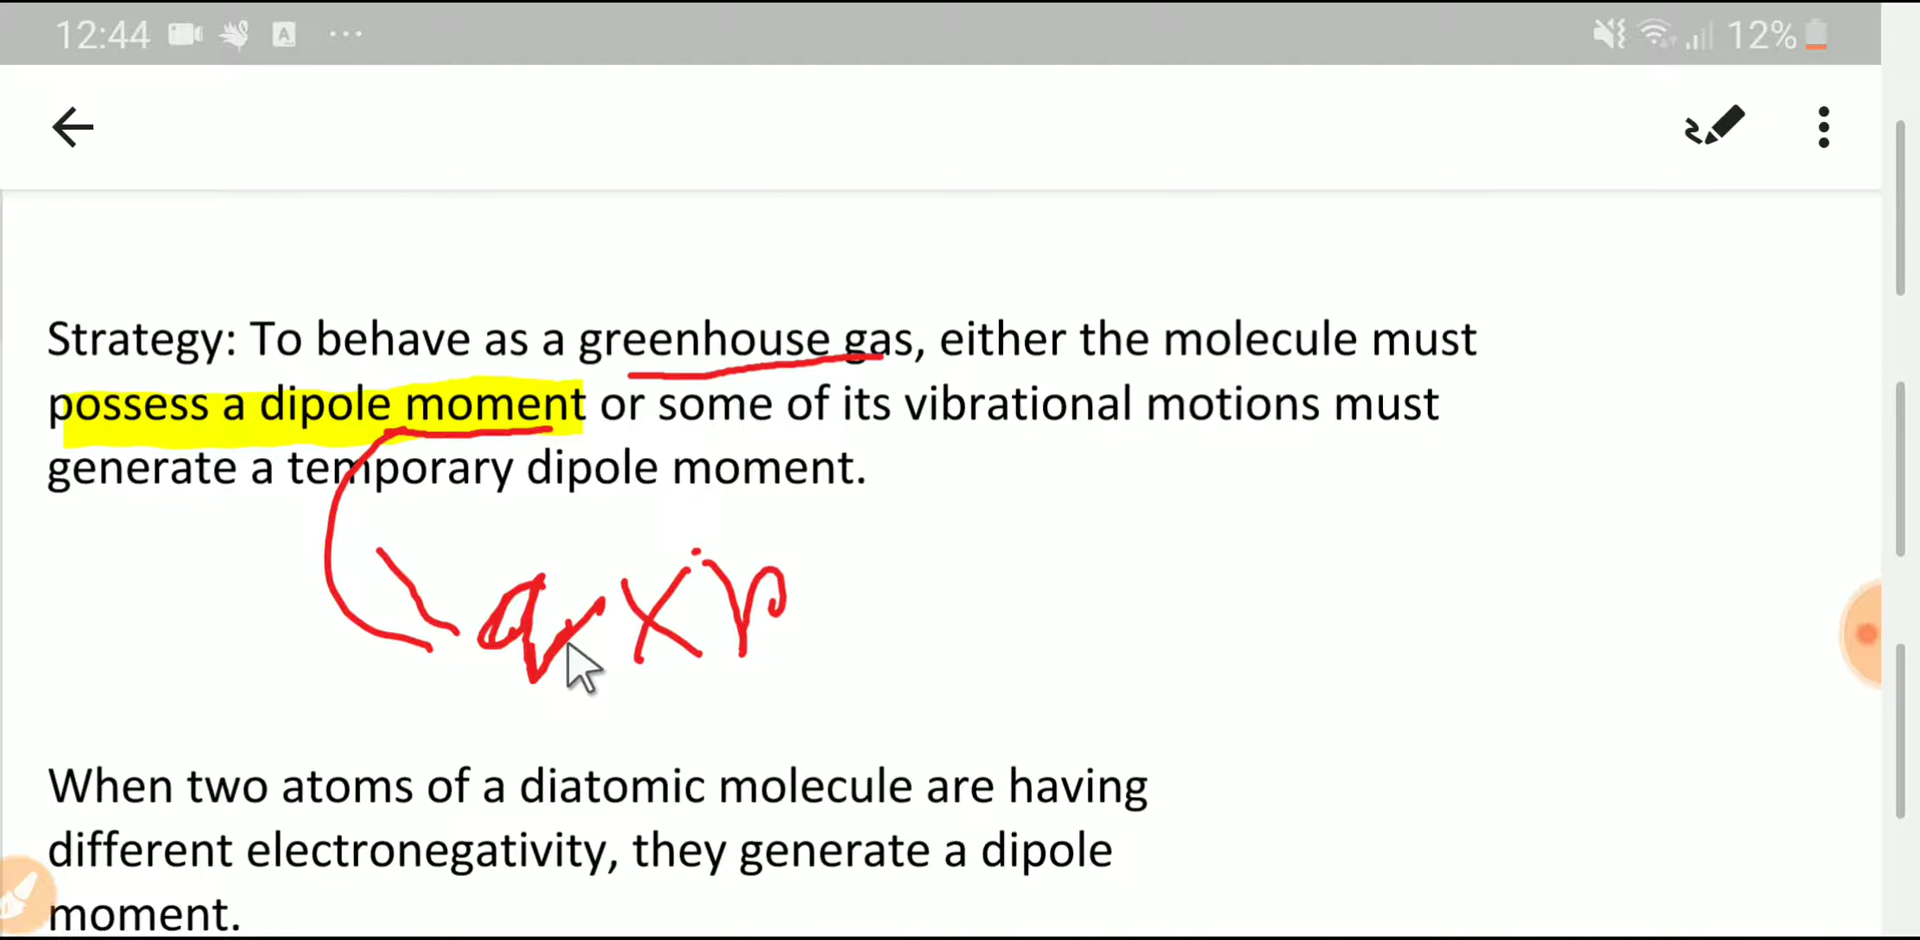 12:44
12%
Strategy: To behave as a greenhouse gas, either the molecule must
possess a dipole moment or some of its vibrational motions must
generate a temporary dipole moment.
q x r
When two atoms of a diatomic molecule are having
different electronegativity, they generate a dipole
moment.